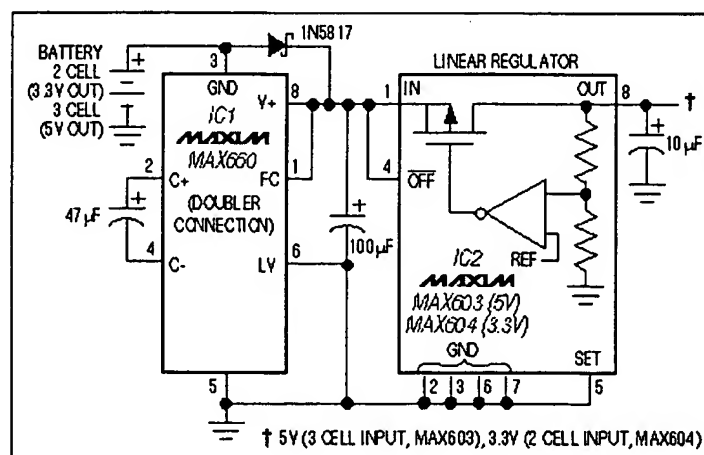 1N5817
BATTERY
2 CELL
(3.3V OUT)
3 CELL
(5V OUT)
+
3
GND
IC1
MAXIM
MAX660
(DOUBLER
CONNECTION)
V+
8
FC
1
LV
6
2
C+
47µF
+
4
C-
5
+
100µF
LINEAR REGULATOR
1
IN
OUT
8
†
+
10µF
4
OFF
REF
IC2
MAXIM
MAX603 (5V)
MAX604 (3.3V)
GND
SET
2
3
6
7
5
† 5V (3 CELL INPUT, MAX603), 3.3V (2 CELL INPUT, MAX604)